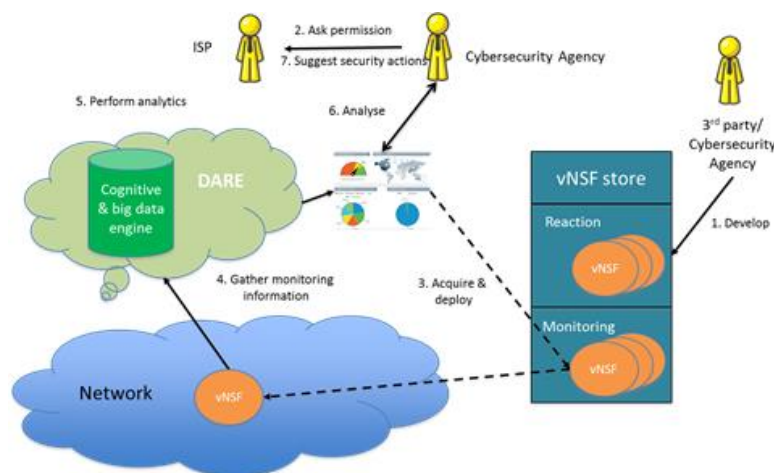 ISP
2. Ask permission
7. Suggest security actions
Cybersecurity Agency
3rd party/
Cybersecurity
Agency
5. Perform analytics
6. Analyse
DARE
Cognitive
& big data
engine
vNSF store
Reaction
vNSF
1. Develop
4. Gather monitoring
information
3. Acquire &
deploy
Monitoring
vNSF
Network
vNSF